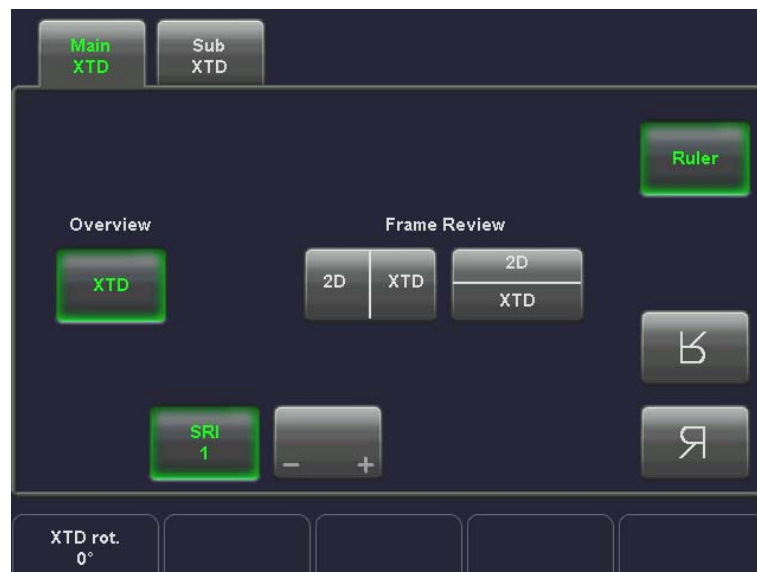 Main
XTD
Sub
XTD
Ruler
Overview
Frame Review
XTD
2D
XTD
2D
XTD
SRI
1
- +
R
Я
XTD rot.
0°